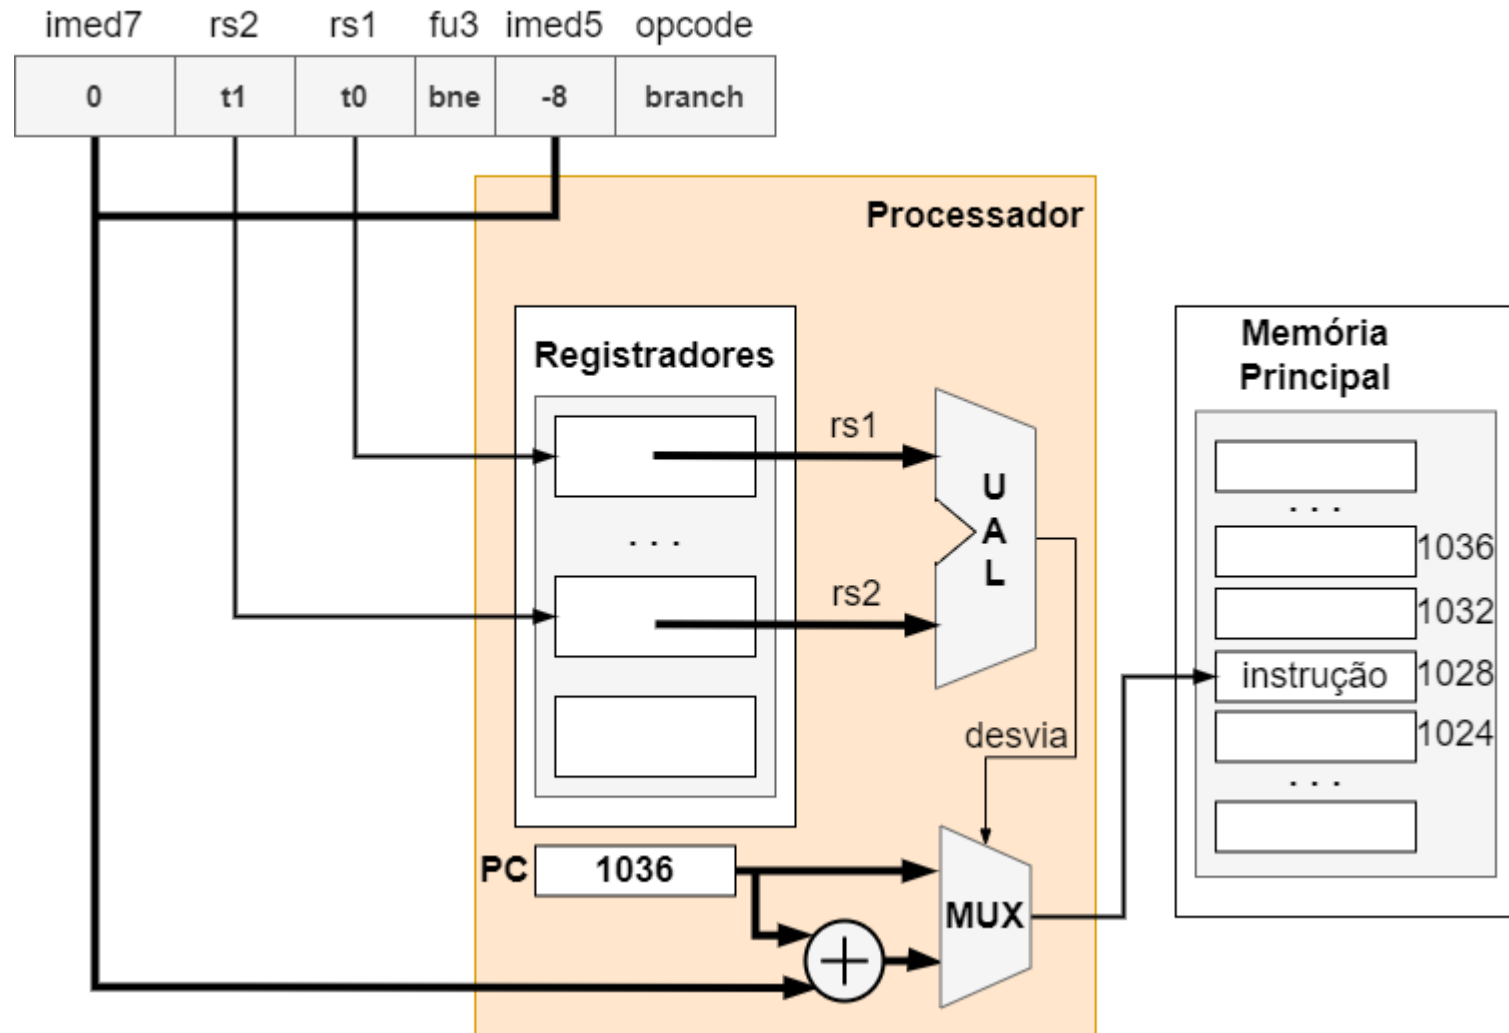 imed7 rs2 rs1 fu3 imed5 opcode
0 t1 t0 bne -8 branch
Processador
Registradores
rs1
. . .
rs2
U
A
L
desvia
PC 1036
MUX
+
Memória
Principal
. . .
1036
1032
instrução 1028
1024
. . .